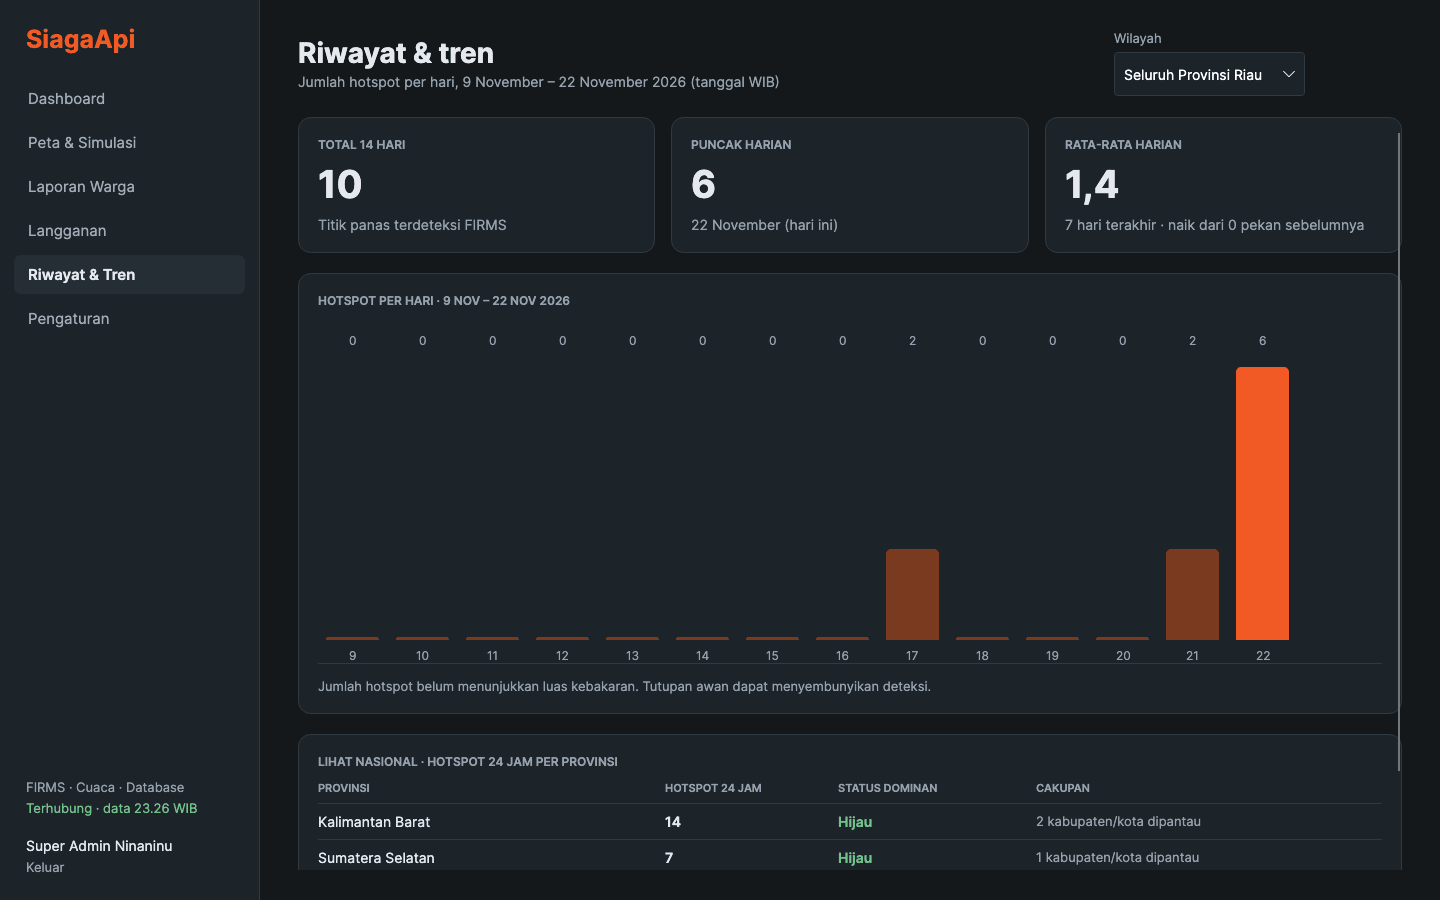 SiagaApi
Dashboard
Peta & Simulasi
Laporan Warga
Langganan
Riwayat & Tren
Pengaturan
FIRMS · Cuaca · Database
Terhubung · data 23.26 WIB
Super Admin Ninaninu
Keluar
Riwayat & tren
Jumlah hotspot per hari, 9 November – 22 November 2026 (tanggal WIB)
Wilayah
Seluruh Provinsi Riau
TOTAL 14 HARI
10
Titik panas terdeteksi FIRMS
PUNCAK HARIAN
6
22 November (hari ini)
RATA-RATA HARIAN
1,4
7 hari terakhir · naik dari 0 pekan sebelumnya
HOTSPOT PER HARI · 9 NOV – 22 NOV 2026
0 0 0 0 0 0 0 0 2 0 0 0 2 6
9 10 11 12 13 14 15 16 17 18 19 20 21 22
Jumlah hotspot belum menunjukkan luas kebakaran. Tutupan awan dapat menyembunyikan deteksi.
LIHAT NASIONAL · HOTSPOT 24 JAM PER PROVINSI
PROVINSI HOTSPOT 24 JAM STATUS DOMINAN CAKUPAN
Kalimantan Barat 14 Hijau 2 kabupaten/kota dipantau
Sumatera Selatan 7 Hijau 1 kabupaten/kota dipantau